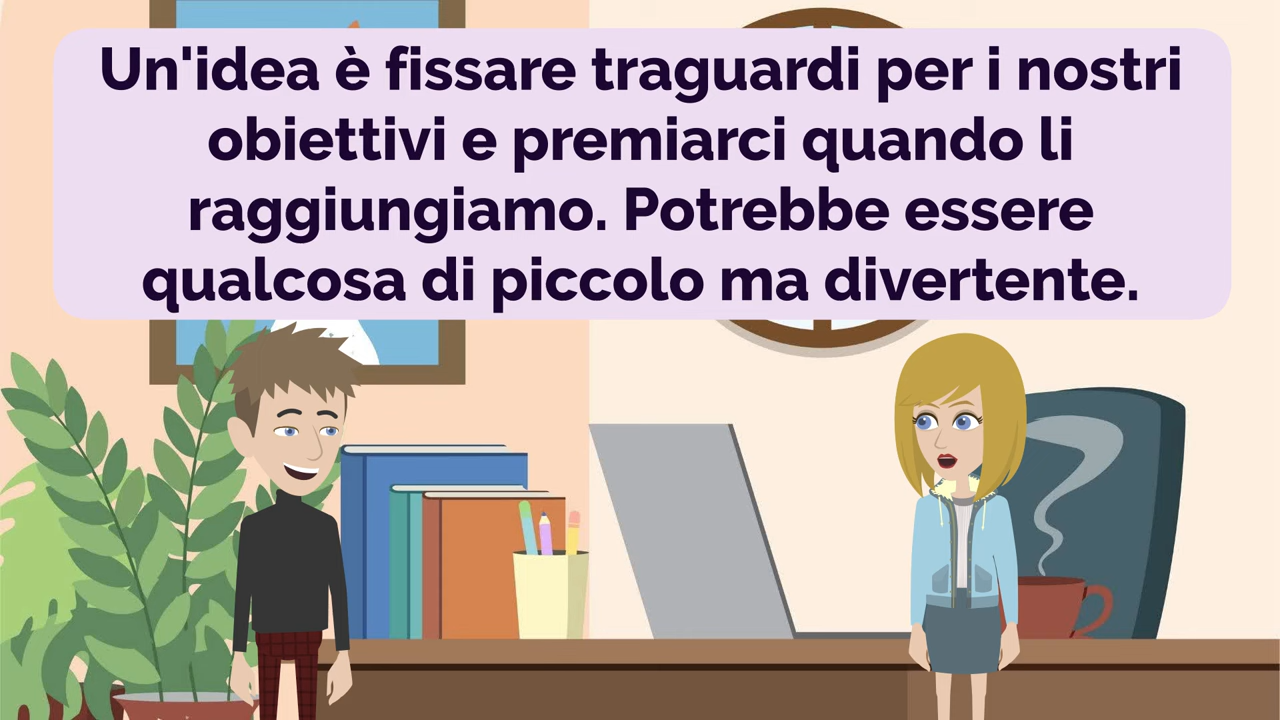 Un'idea è fissare traguardi per i nostri
obiettivi e premiarci quando li
raggiungiamo. Potrebbe essere
qualcosa di piccolo ma divertente.